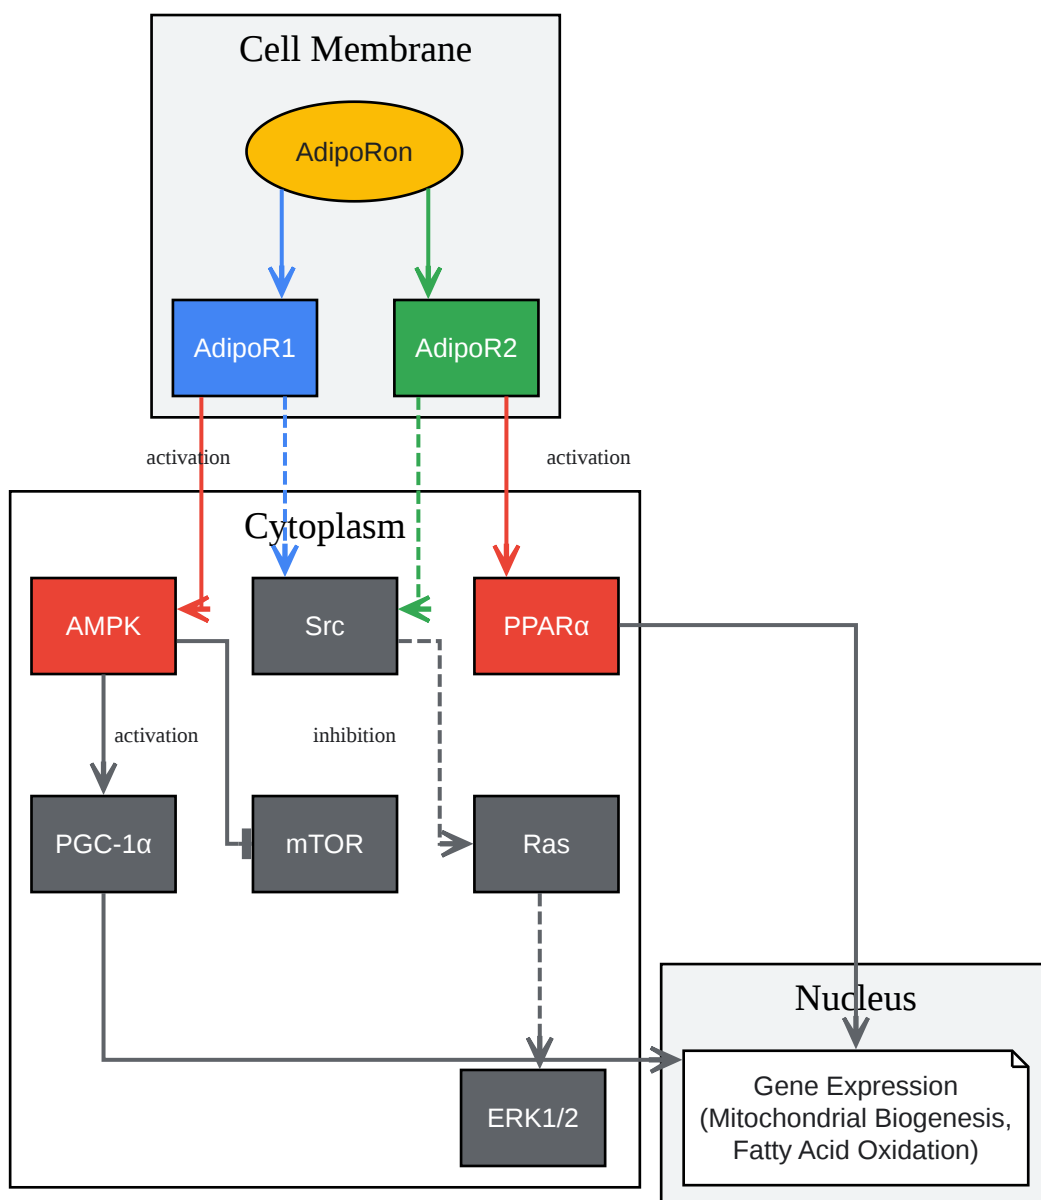 Cell Membrane
AdipoRon
AdipoR1
AdipoR2
activation
activation
Cytoplasm
AMPK
Src
PPARα
activation
inhibition
PGC-1α
mTOR
Ras
Nucleus
Gene Expression
(Mitochondrial Biogenesis,
Fatty Acid Oxidation)
ERK1/2